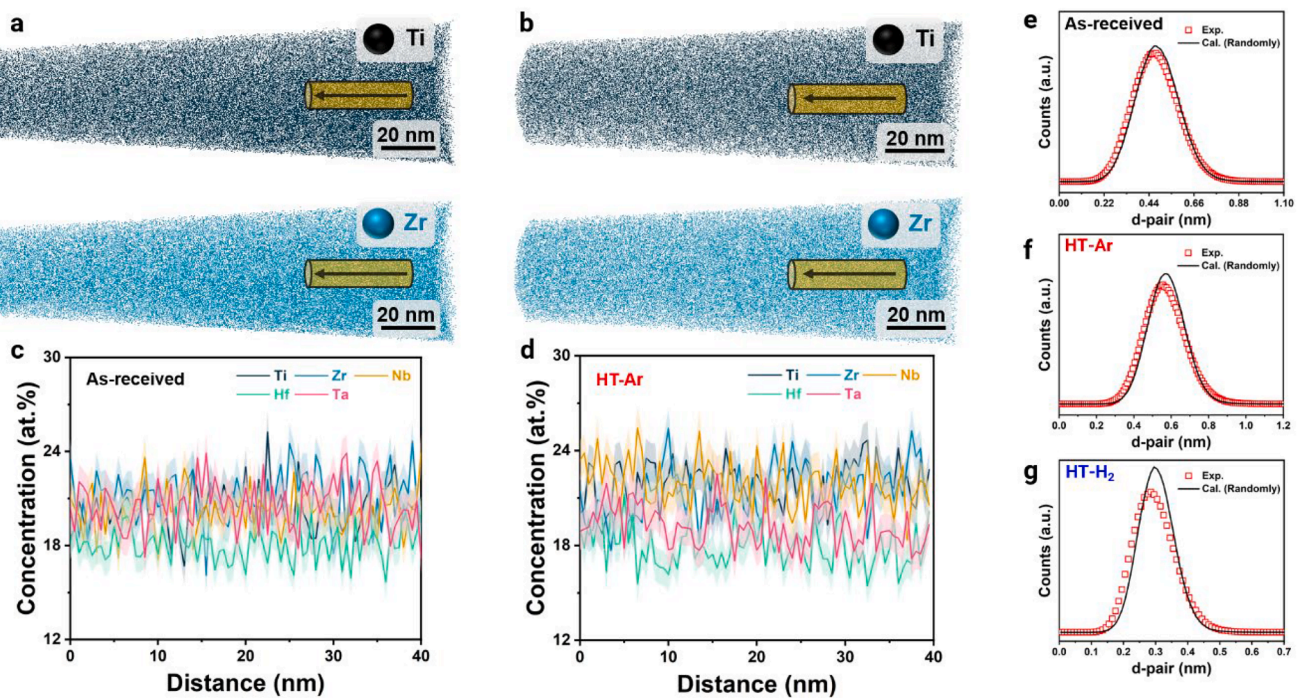 a
Ti
20 nm
Zr
20 nm
b
Ti
20 nm
Zr
20 nm
c
As-received
Ti Zr Nb
Hf Ta
30
24
18
12
Concentration (at.%)
0 10 20 30 40
Distance (nm)
d
HT-Ar
Ti Zr Nb
Hf Ta
30
24
18
12
Concentration (at.%)
0 10 20 30 40
Distance (nm)
e
As-received
Exp.
Cal. (Randomly)
Counts (a.u.)
0.00 0.22 0.44 0.66 0.88 1.10
d-pair (nm)
f
HT-Ar
Exp.
Cal. (Randomly)
Counts (a.u.)
0.0 0.2 0.4 0.6 0.8 1.0 1.2
d-pair (nm)
g
HT-H₂
Exp.
Cal. (Randomly)
Counts (a.u.)
0.0 0.1 0.2 0.3 0.4 0.5 0.6 0.7
d-pair (nm)